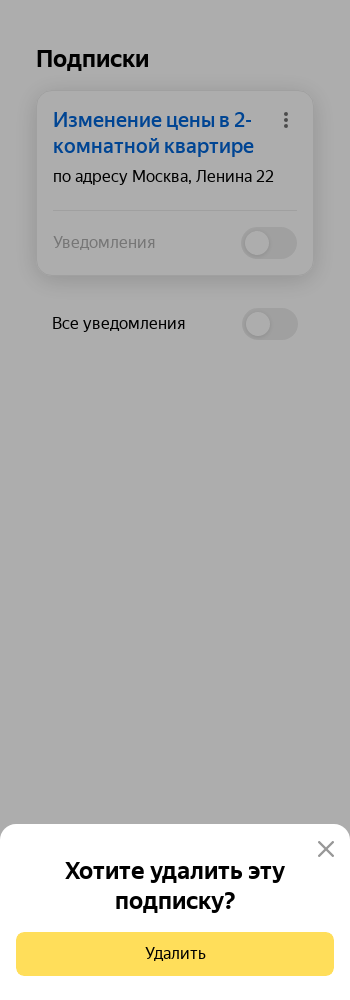 Подписки
Изменение цены в 2-
комнатной квартире
по адресу Москва, Ленина 22
Уведомления
Все уведомления
Хотите удалить эту
подписку?
Удалить